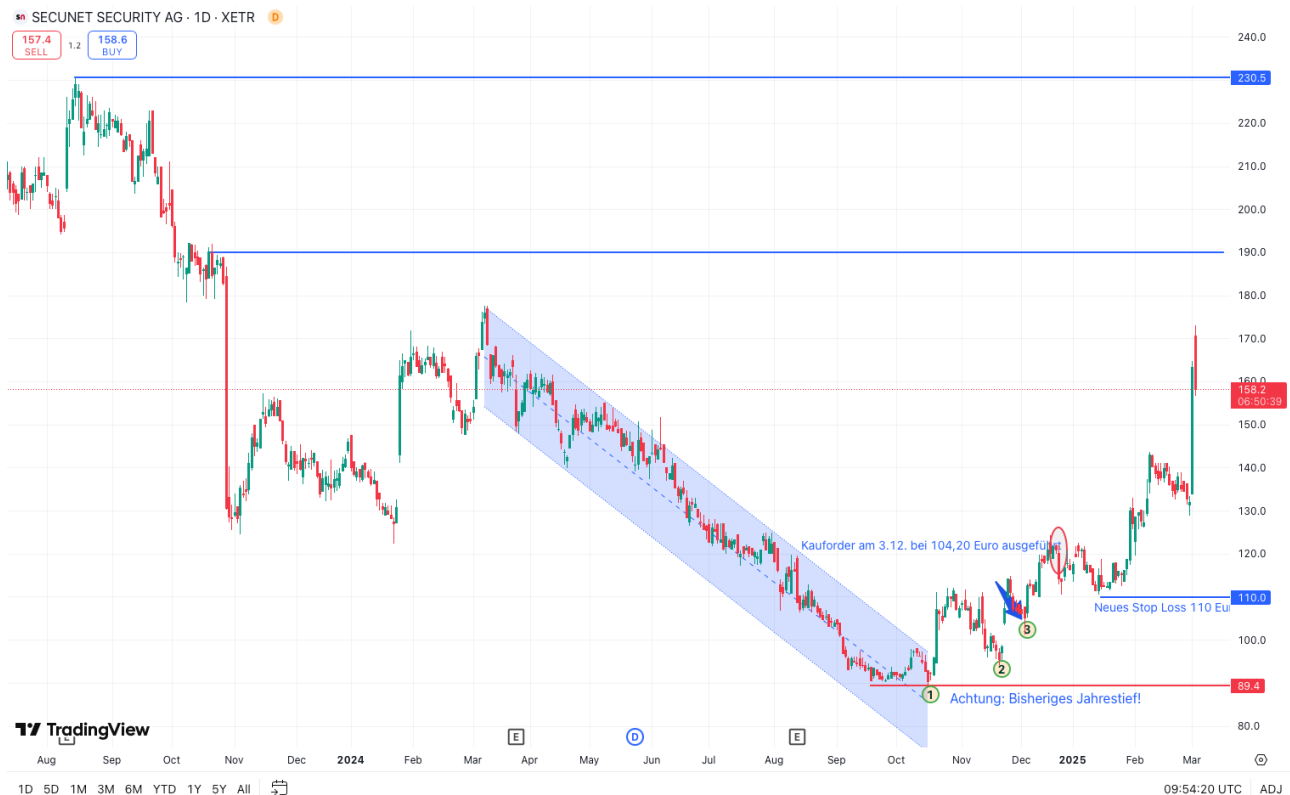 SECUNET SECURITY AG · 1D · XETR D
157.4 1.2 158.6
SELL BUY
240.0
230.5
220.0
210.0
200.0
190.0
180.0
170.0
160.0
158.2
06:50:39
150.0
140.0
130.0
Kauforder am 3.12. bei 104,20 Euro ausgeführt
120.0
110.0
Neues Stop Loss 110 Eu
3
100.0
2
89.4
1
Achtung: Bisheriges Jahrestief!
80.0
TradingView
E D E
Aug Sep Oct Nov Dec 2024 Feb Mar Apr May Jun Jul Aug Sep Oct Nov Dec 2025 Feb Mar
1D 5D 1M 3M 6M YTD 1Y 5Y All 09:54:20 UTC ADJ